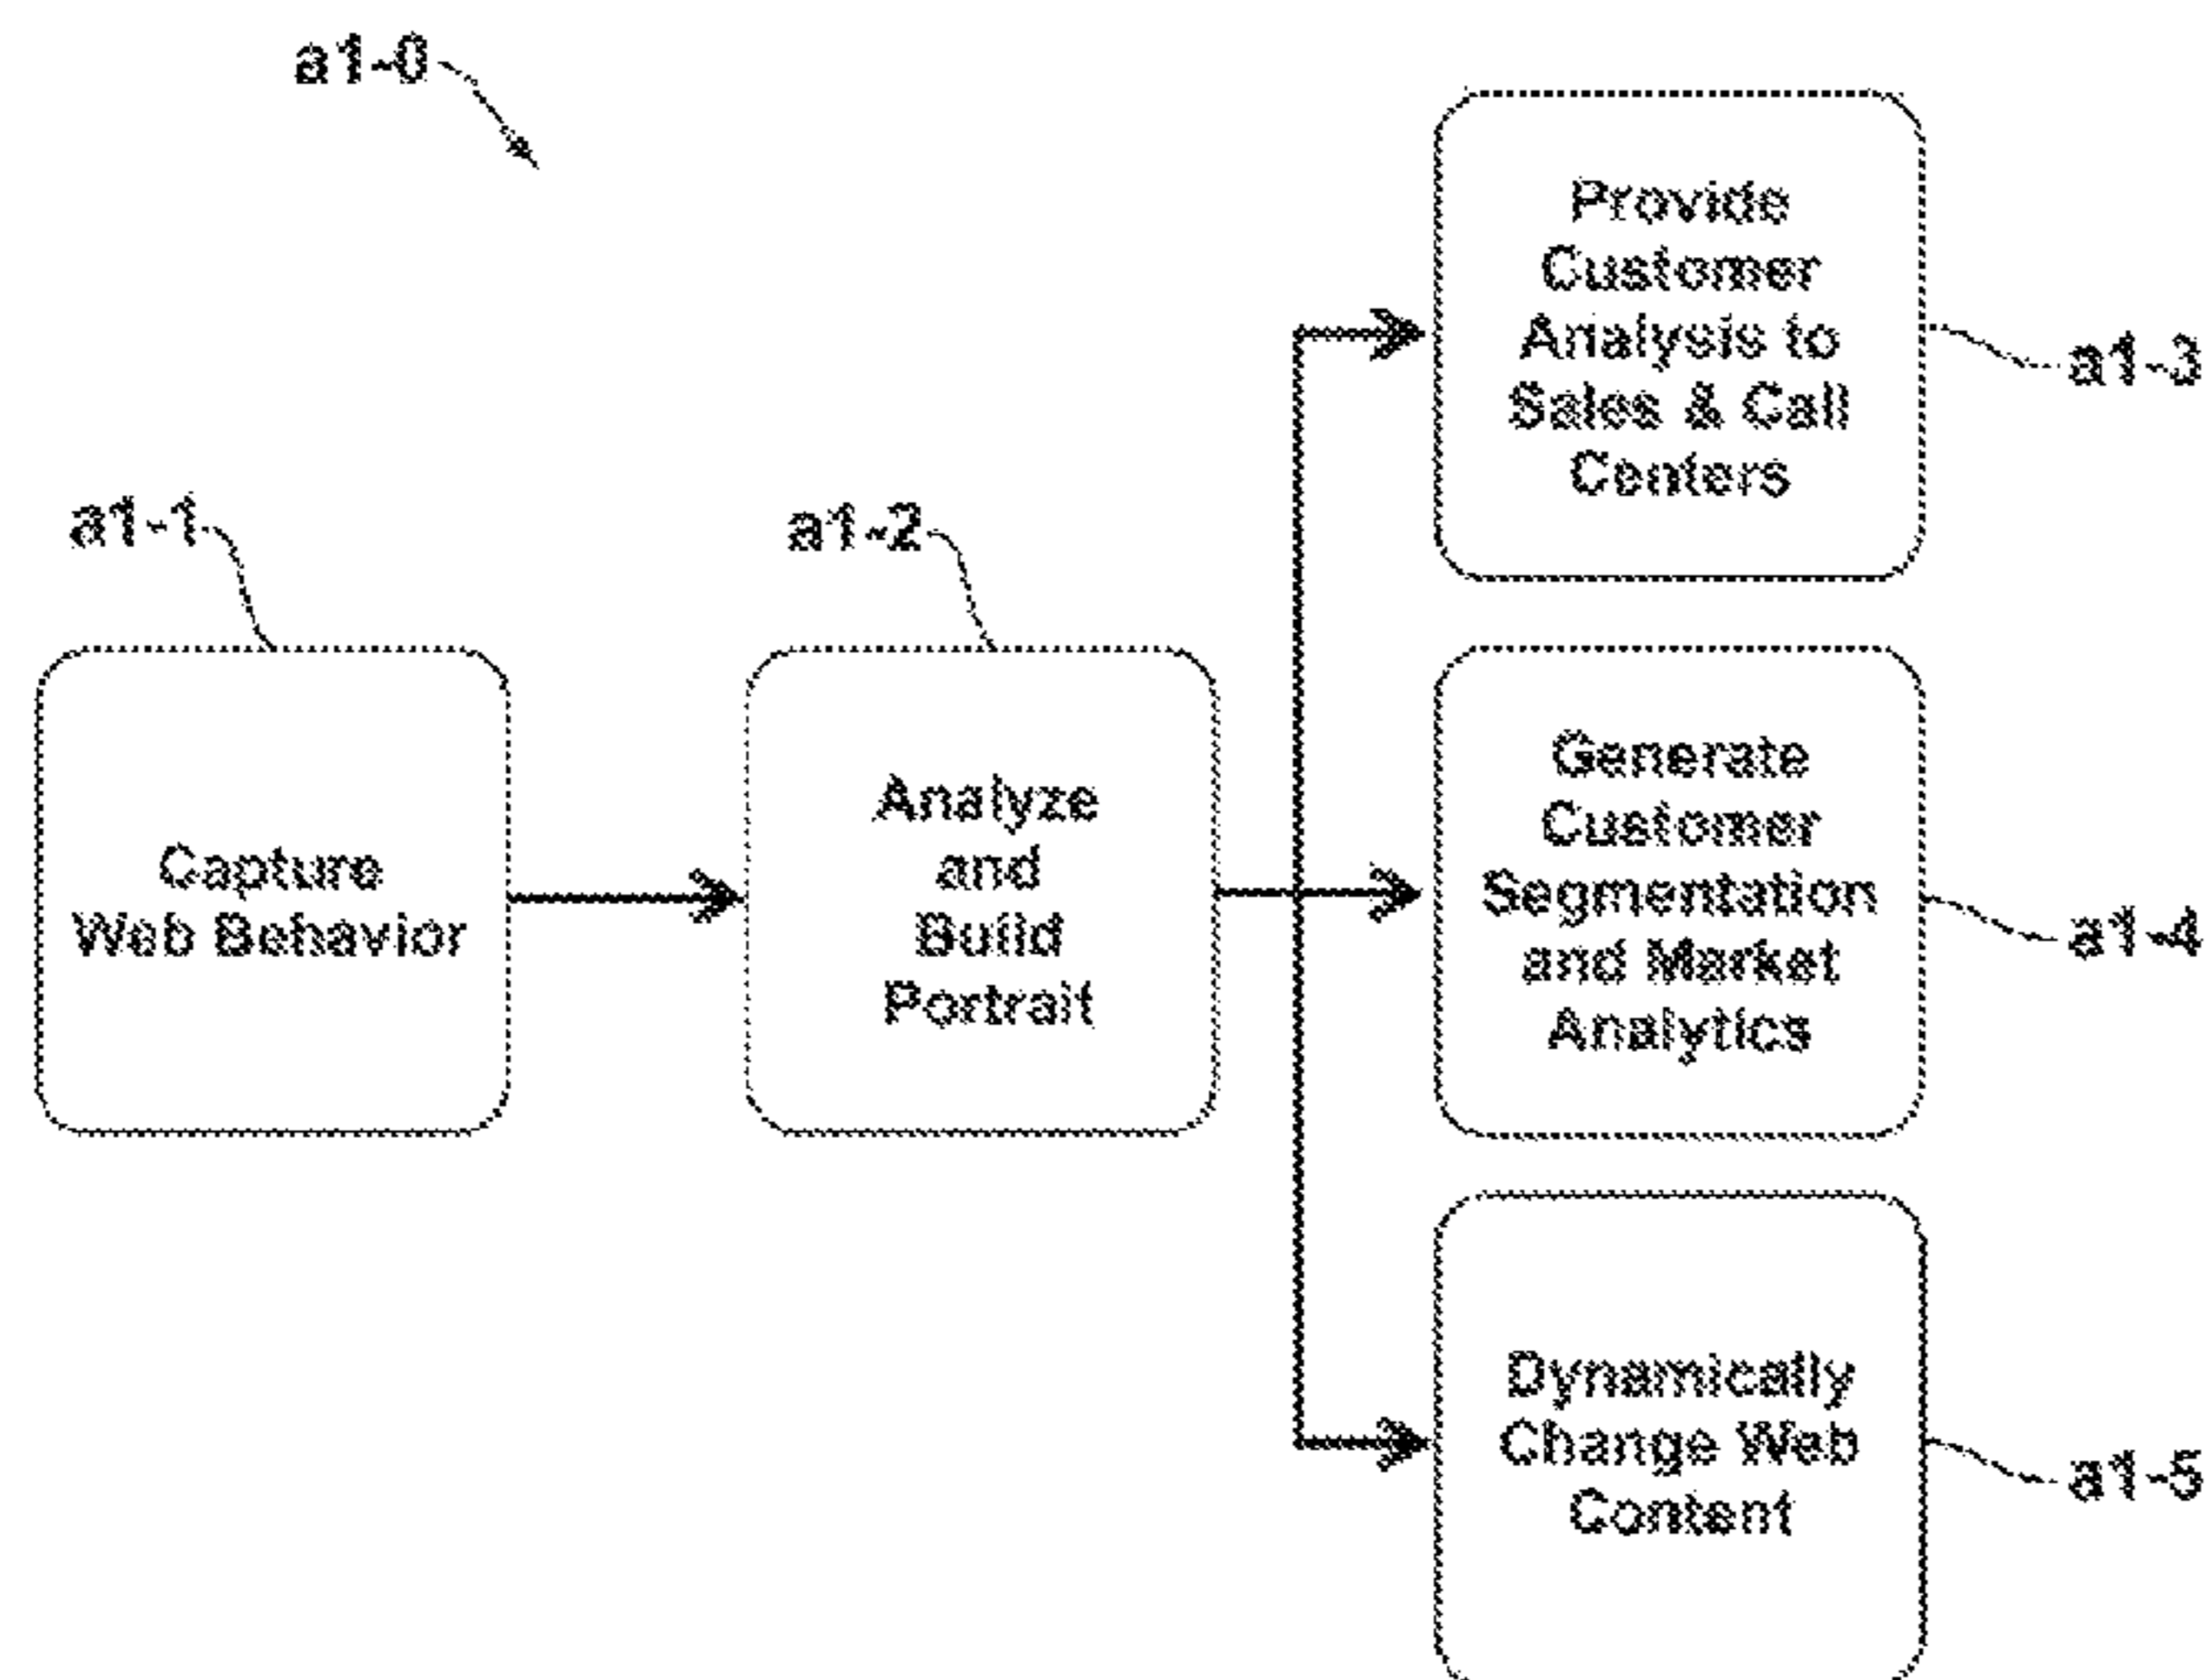 a1-0
a1-1
Capture
Web Behavior
a1-2
Analyze
and
Build
Portrait
Provide
Customer
Analysis to
Sales & Call
Centers
a1-3
Generate
Customer
Segmentation
and Market
Analytics
a1-4
Dynamically
Change Web
Content
a1-5